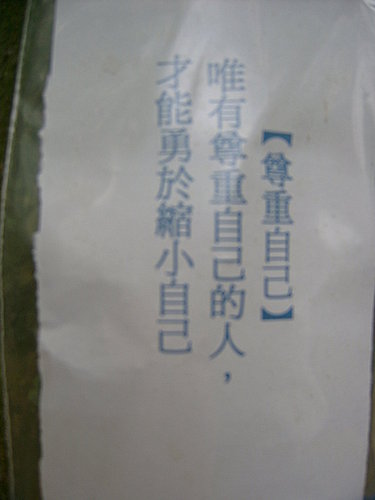 【尊重自己】
唯有尊重自己的人，
才能勇於縮小自己